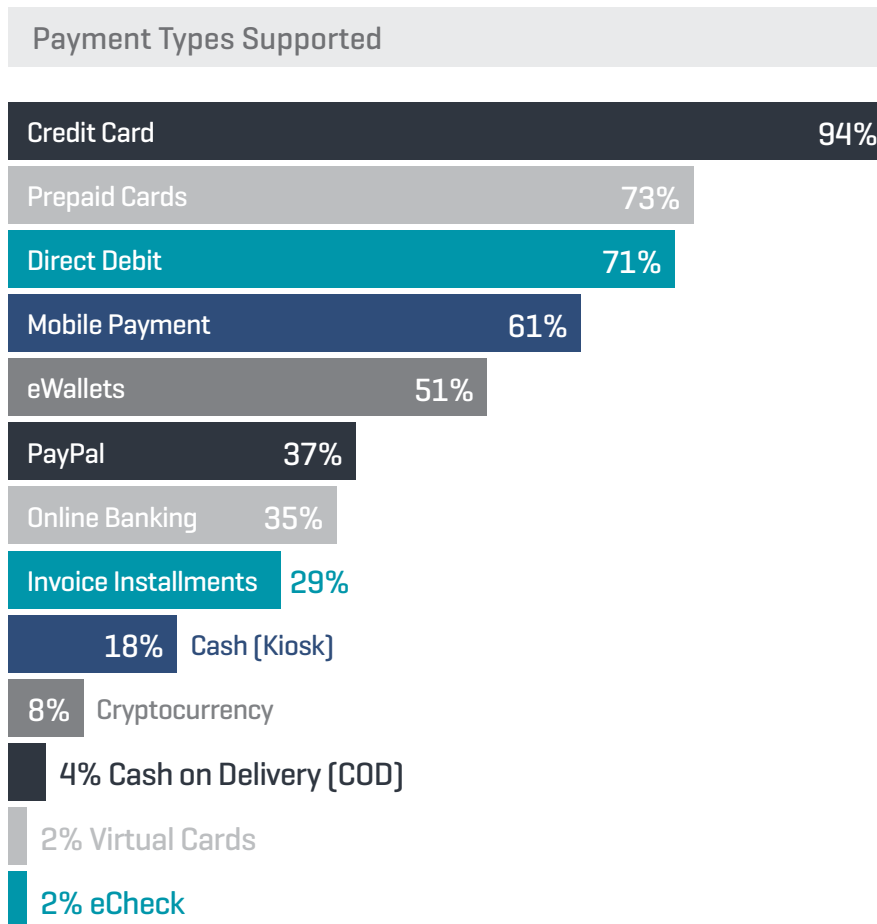 Payment Types Supported
Credit Card 94%
Prepaid Cards 73%
Direct Debit 71%
Mobile Payment 61%
eWallets 51%
PayPal 37%
Online Banking 35%
Invoice Installments 29%
18% Cash (Kiosk)
8% Cryptocurrency
4% Cash on Delivery (COD)
2% Virtual Cards
2% eCheck